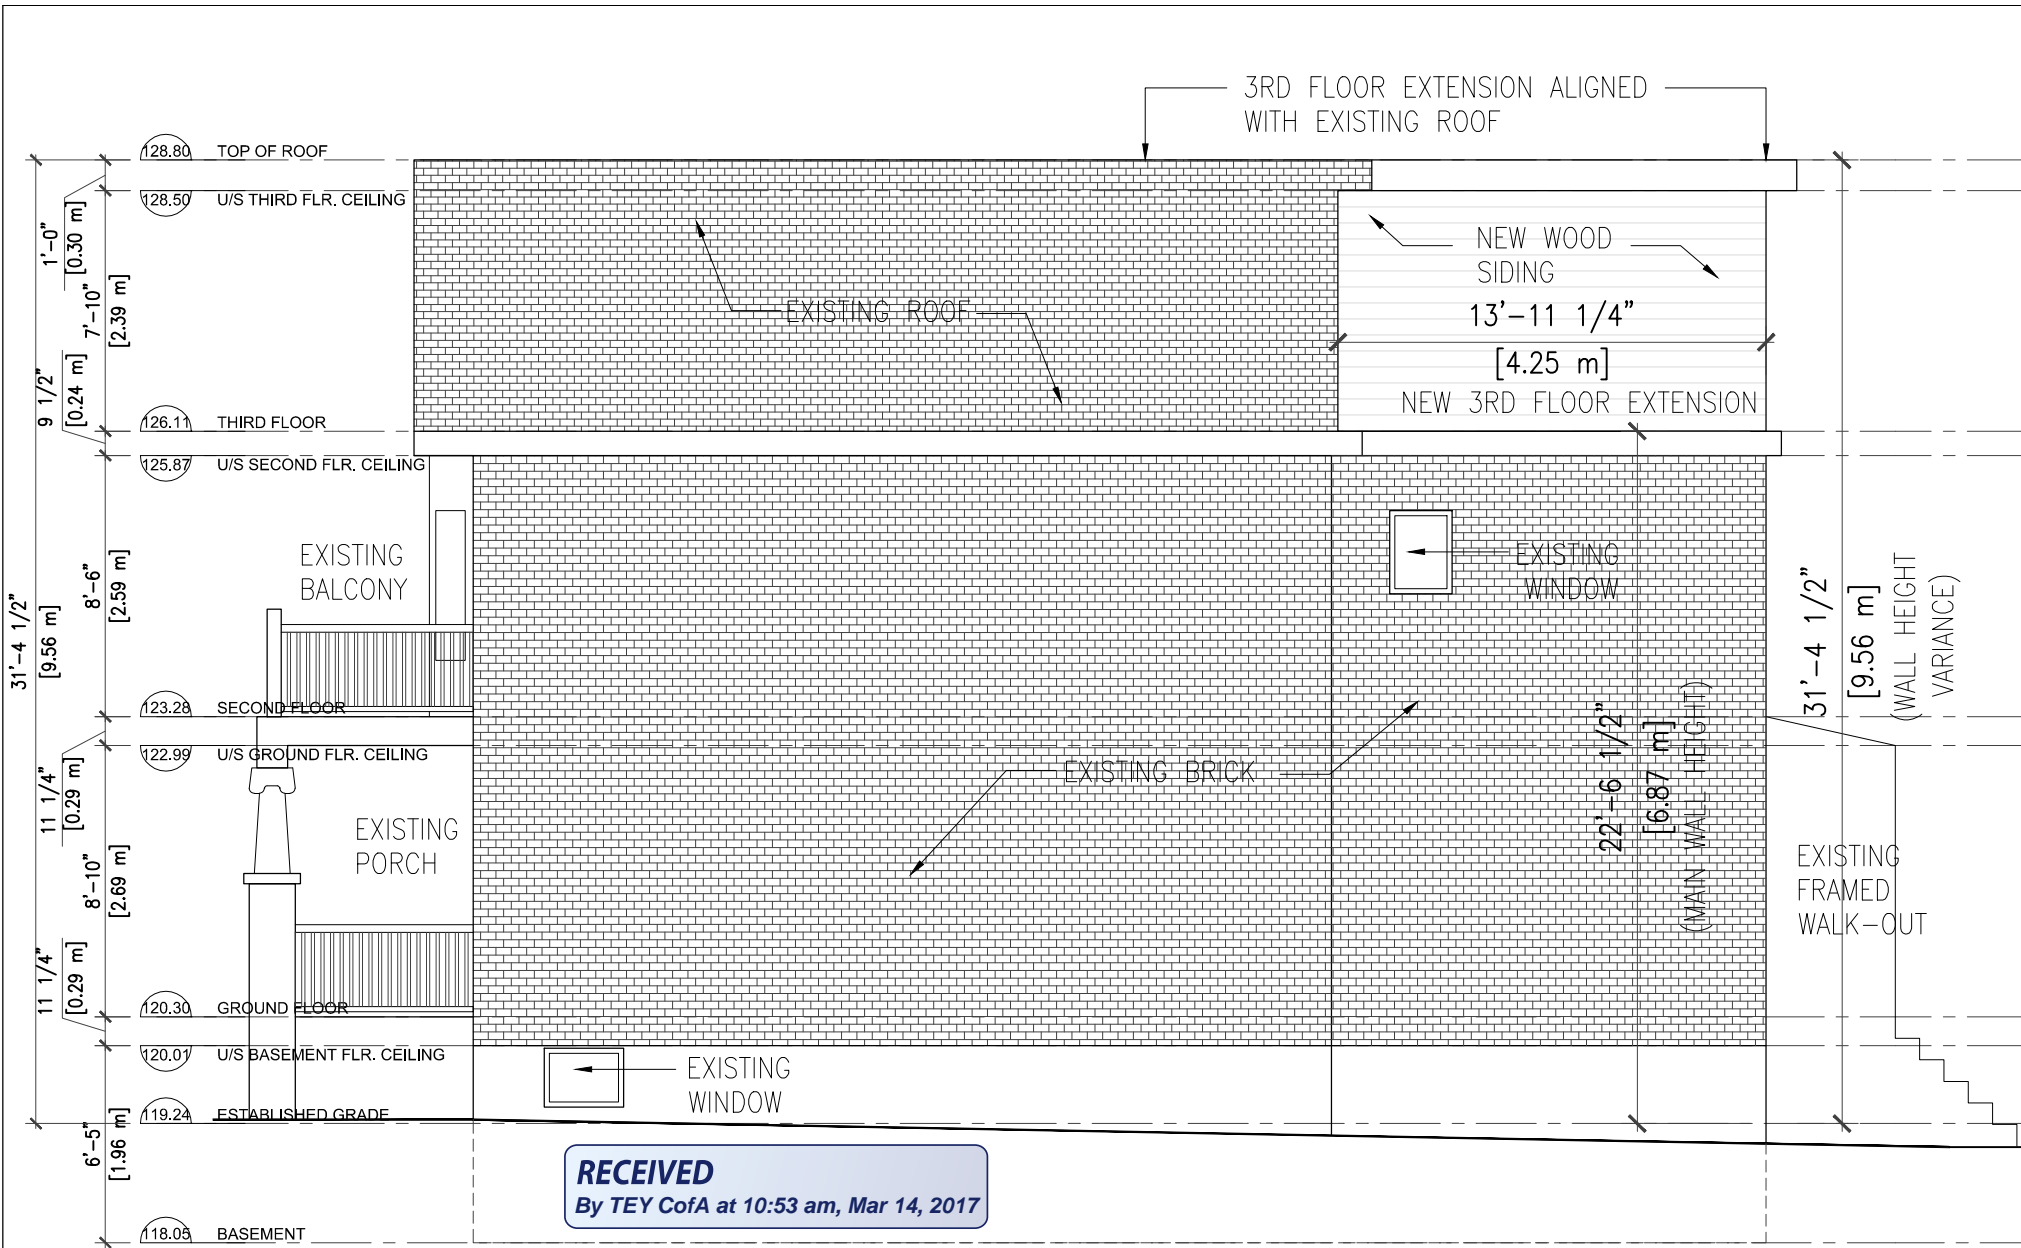 3RD FLOOR EXTENSION ALIGNED
WITH EXISTING ROOF
128.80 TOP OF ROOF
128.50 U/S THIRD FLR. CEILING
1'-0"
[0.30 m]
7'-10"
[2.39 m]
9 1/2"
[0.24 m]
126.11 THIRD FLOOR
125.87 U/S SECOND FLR. CEILING
EXISTING ROOF
NEW WOOD
SIDING
13'-11 1/4"
[4.25 m]
NEW 3RD FLOOR EXTENSION
EXISTING
BALCONY
8'-6"
[2.59 m]
31'-4 1/2"
[9.56 m]
EXISTING
WINDOW
31'-4 1/2"
[9.56 m]
(WALL HEIGHT
VARIANCE)
123.28 SECOND FLOOR
122.99 U/S GROUND FLR. CEILING
11 1/4"
[0.29 m]
EXISTING BRICK
22'-6 1/2"
[6.87 m]
(MAIN WALL HEIGHT)
EXISTING
PORCH
8'-10"
[2.69 m]
EXISTING
FRAMED
WALK-OUT
11 1/4"
[0.29 m]
120.30 GROUND FLOOR
120.01 U/S BASEMENT FLR. CEILING
EXISTING
WINDOW
119.24 ESTABLISHED GRADE
6'-5"
[1.96 m]
RECEIVED
By TEY CofA at 10:53 am, Mar 14, 2017
118.05 BASEMENT